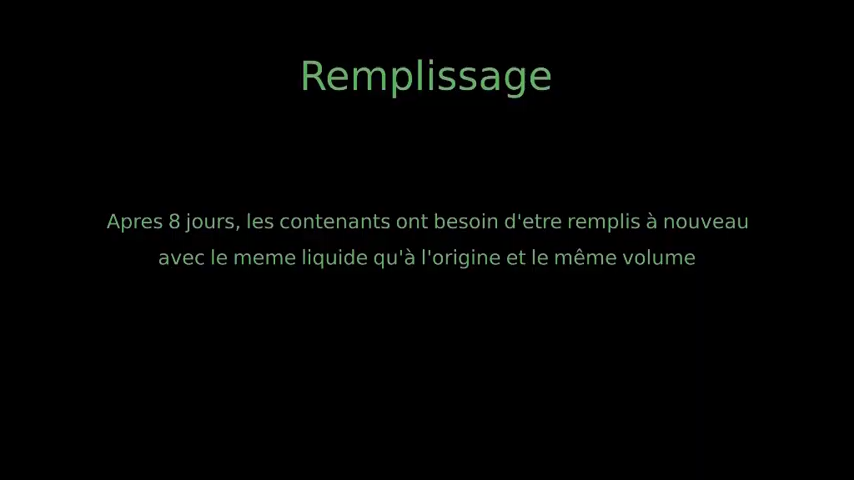 Remplissage
Apres 8 jours, les contenants ont besoin d'etre remplis à nouveau
avec le meme liquide qu'à l'origine et le même volume